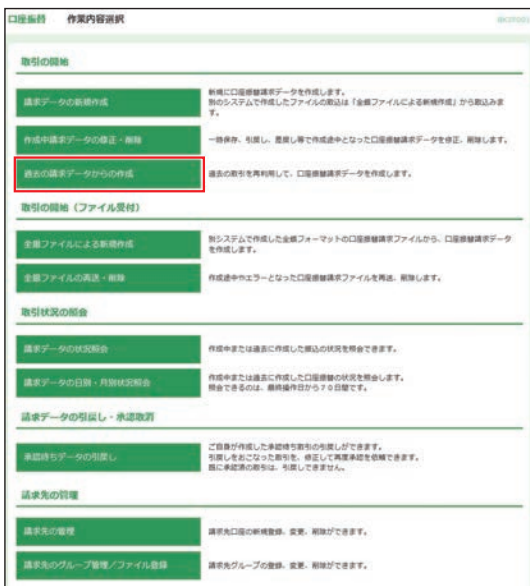 口座振替 作業内容選択
取引の開始
請求データの新規作成
新規に口座振替請求データを作成します。
別のシステムで作成したファイルの取込は「全銀ファイルによる新規作成」から取込みま
す。
作成中請求データの修正・削除
一時保存、引戻し、差戻し等で作成途中となった口座振替請求データを修正、削除します。
過去の請求データからの作成
過去の取引を再利用して、口座振替請求データを作成します。
取引の開始（ファイル受付）
全銀ファイルによる新規作成
別システムで作成した全銀フォーマットの口座振替請求ファイルから、口座振替請求データ
を作成します。
全銀ファイルの再送・削除
作成途中やエラーとなった口座振替請求ファイルを再送、削除します。
取引状況の照会
請求データの状況照会
作成中または過去に作成した振込の状況を照会できます。
請求データの日別・月別状況照会
作成中または過去に作成した口座振替の状況を照会します。
照会できるのは、最終操作日から７０日間です。
請求データの引戻し・承認取消
承認待ちデータの引戻し
ご自身が作成した承認待ち取引の引戻しができます。
引戻しをおこなった取引を、修正して再度承認を依頼できます。
既に承認済の取引は、引戻しできません。
請求先の管理
請求先の管理
請求先口座の新規登録、変更、削除ができます。
請求先のグループ管理／ファイル登録
請求先グループの登録、変更、削除ができます。